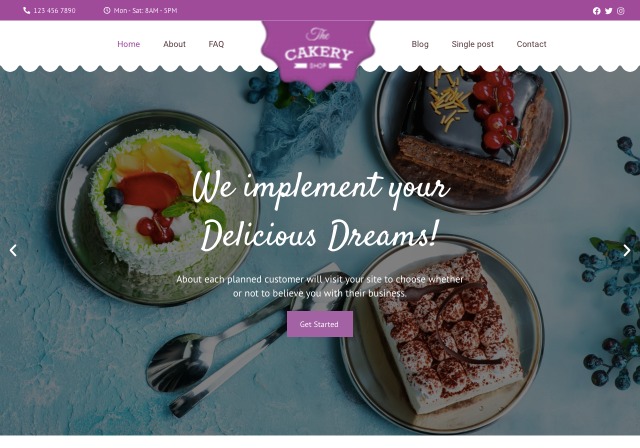 123 456 7890
Mon - Sat: 8AM - 5PM
Home
About
FAQ
The
CAKERY
SHOP
Blog
Single post
Contact
We implement your
Delicious Dreams!
About each planned customer will visit your site to choose whether
or not to believe you with their business.
Get Started